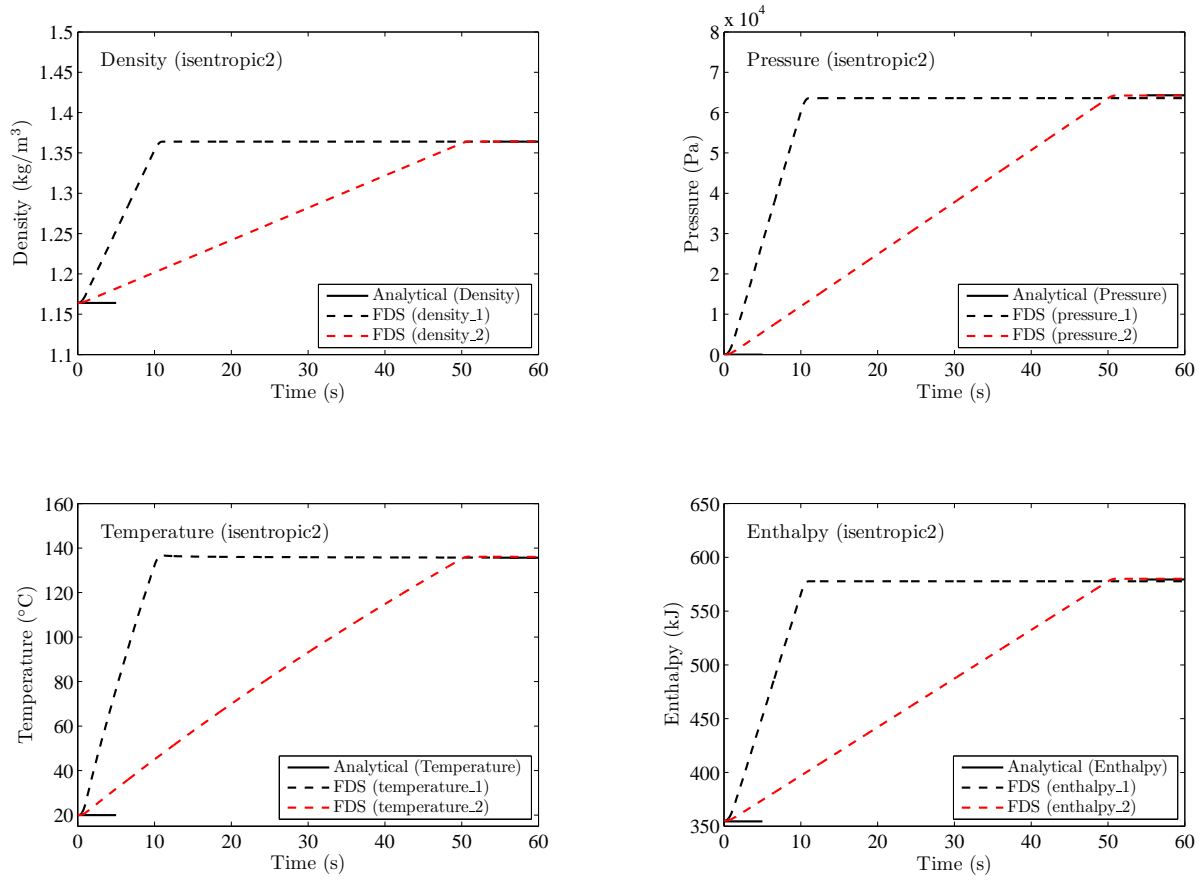 Density (isentropic2)
1.5
1.45
1.4
1.35
1.3
1.25
1.2
1.15
1.1
Density (kg/m³)
Analytical (Density)
FDS (density_1)
FDS (density_2)
0 10 20 30 40 50 60
Time (s)
x 10⁴
Pressure (isentropic2)
8
7
6
5
4
3
2
1
0
Pressure (Pa)
Analytical (Pressure)
FDS (pressure_1)
FDS (pressure_2)
0 10 20 30 40 50 60
Time (s)
Temperature (isentropic2)
160
140
120
100
80
60
40
20
Temperature (°C)
Analytical (Temperature)
FDS (temperature_1)
FDS (temperature_2)
0 10 20 30 40 50 60
Time (s)
Enthalpy (isentropic2)
650
600
550
500
450
400
350
Enthalpy (kJ)
Analytical (Enthalpy)
FDS (enthalpy_1)
FDS (enthalpy_2)
0 10 20 30 40 50 60
Time (s)